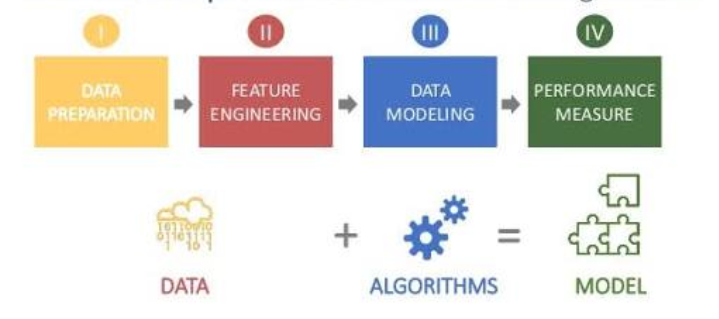 I
II
III
IV
DATA
PREPARATION
FEATURE
ENGINEERING
DATA
MODELING
PERFORMANCE
MEASURE
+
=
DATA
ALGORITHMS
MODEL